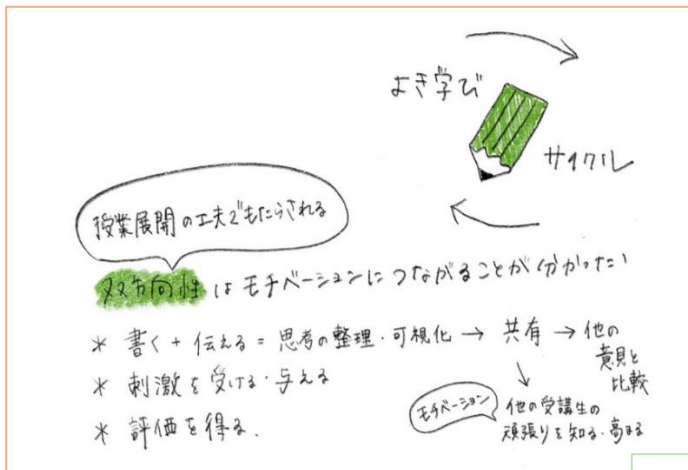 よき学び
サイクル
授業展開の工夫でもたらされる
双方向性はモチベーションにつながることが分かった!
* 書く + 伝える = 思考の整理・可視化 → 共有 → 他の
意見と
比較
* 刺激を受ける・与える
モチベーション
他の受講生の
頑張りを知る・高まる
* 評価を得る.